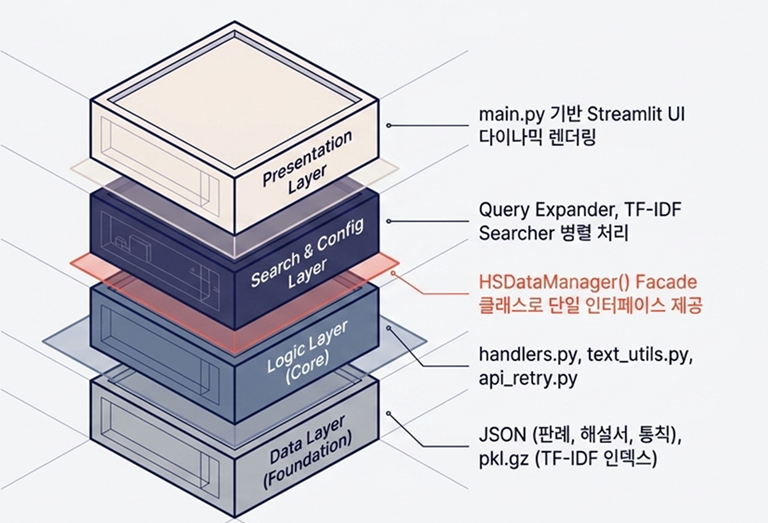 Presentation
Layer
main.py 기반 Streamlit UI
다이나믹 렌더링
Search & Config
Layer
Query Expander, TF-IDF
Searcher 병렬 처리
HSDataManager() Facade
클래스로 단일 인터페이스 제공
Logic Layer
(Core)
handlers.py, text_utils.py,
api_retry.py
Data Layer
(Foundation)
JSON (판례, 해설서, 통칙),
pkl.gz (TF-IDF 인덱스)